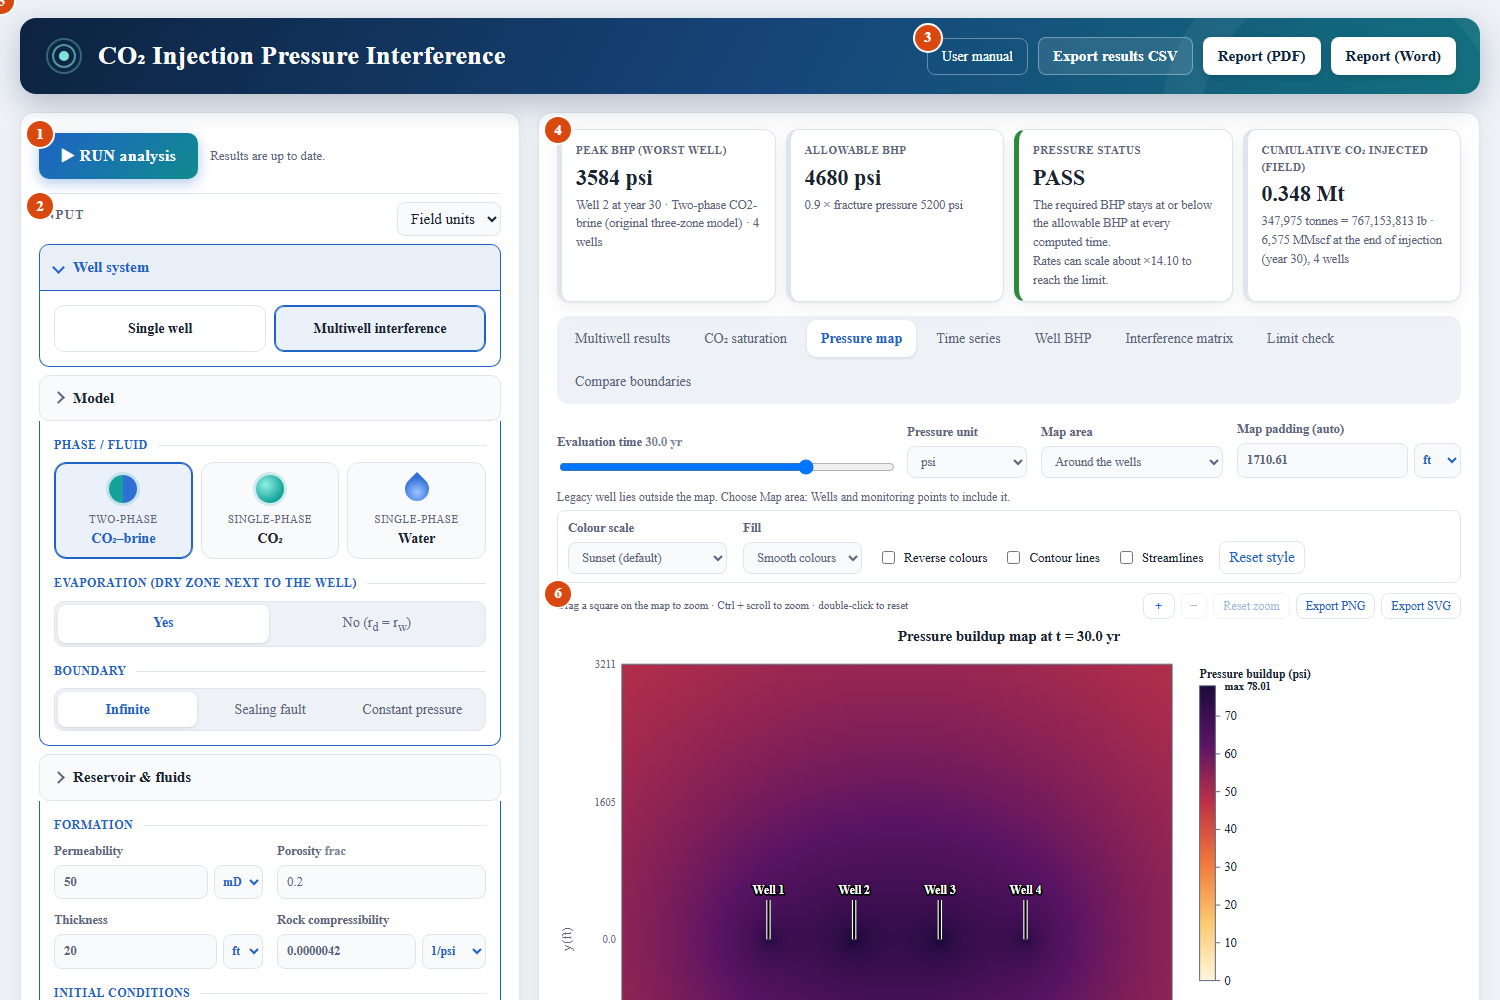 CO₂ Injection Pressure Interference
3
User manual
Export results CSV
Report (PDF)
Report (Word)
1
RUN analysis
Results are up to date.
2
PUT
Field units
Well system
Single well
Multiwell interference
Model
PHASE / FLUID
TWO-PHASE
CO₂–brine
SINGLE-PHASE
CO₂
SINGLE-PHASE
Water
EVAPORATION (DRY ZONE NEXT TO THE WELL)
Yes
No (rd = rw)
BOUNDARY
Infinite
Sealing fault
Constant pressure
Reservoir & fluids
FORMATION
Permeability
50
mD
Porosity frac
0.2
Thickness
20
ft
Rock compressibility
0.0000042
1/psi
INITIAL CONDITIONS
4
PEAK BHP (WORST WELL)
3584 psi
Well 2 at year 30 · Two-phase CO2-
brine (original three-zone model) · 4
wells
ALLOWABLE BHP
4680 psi
0.9 × fracture pressure 5200 psi
PRESSURE STATUS
PASS
The required BHP stays at or below
the allowable BHP at every
computed time.
Rates can scale about ×14.10 to
reach the limit.
CUMULATIVE CO₂ INJECTED
(FIELD)
0.348 Mt
347,975 tonnes = 767,153,813 lb ·
6,575 MMscf at the end of injection
(year 30), 4 wells
Multiwell results
CO₂ saturation
Pressure map
Time series
Well BHP
Interference matrix
Limit check
Compare boundaries
Evaluation time 30.0 yr
Pressure unit
psi
Map area
Around the wells
Map padding (auto)
1710.61
ft
Legacy well lies outside the map. Choose Map area: Wells and monitoring points to include it.
Colour scale
Sunset (default)
Fill
Smooth colours
Reverse colours
Contour lines
Streamlines
Reset style
6
rag a square on the map to zoom · Ctrl + scroll to zoom · double-click to reset
+
−
Reset zoom
Export PNG
Export SVG
Pressure buildup map at t = 30.0 yr
3211
1605
0.0
y (ft)
Well 1
Well 2
Well 3
Well 4
Pressure buildup (psi)
max 78.01
70
60
50
40
30
20
10
0